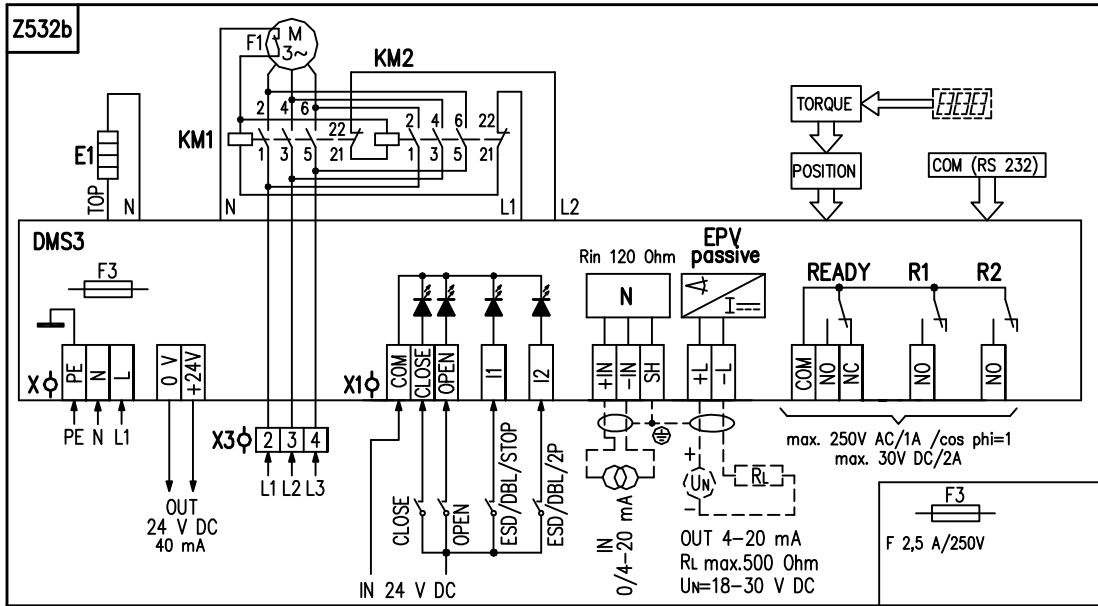 Z532b
F1
M
3~
KM2
2 4 6
22
2 4 6 22
KM1
1 3 5
21
1 3 5 21
E1
TOP
N
N
L1
L2
TORQUE
POSITION
COM (RS 232)
DMS3
F3
Rin 120 Ohm
EPV
passive
N
I
READY
R1
R2
X
PE
N
L
0 V
+24V
X1
COM
CLOSE
OPEN
I1
I2
+IN
-IN
SH
+L
-L
COM
NO
NC
NO
NO
PE N L1
X3
2 3 4
L1 L2 L3
OUT
24 V DC
40 mA
CLOSE
OPEN
ESD/DBL/STOP
ESD/DBL/2P
IN 24 V DC
IN
0/4-20 mA
+
UN
-
RL
OUT 4-20 mA
RL max.500 Ohm
UN=18-30 V DC
max. 250V AC/1A /cos phi=1
max. 30V DC/2A
F3
F 2,5 A/250V